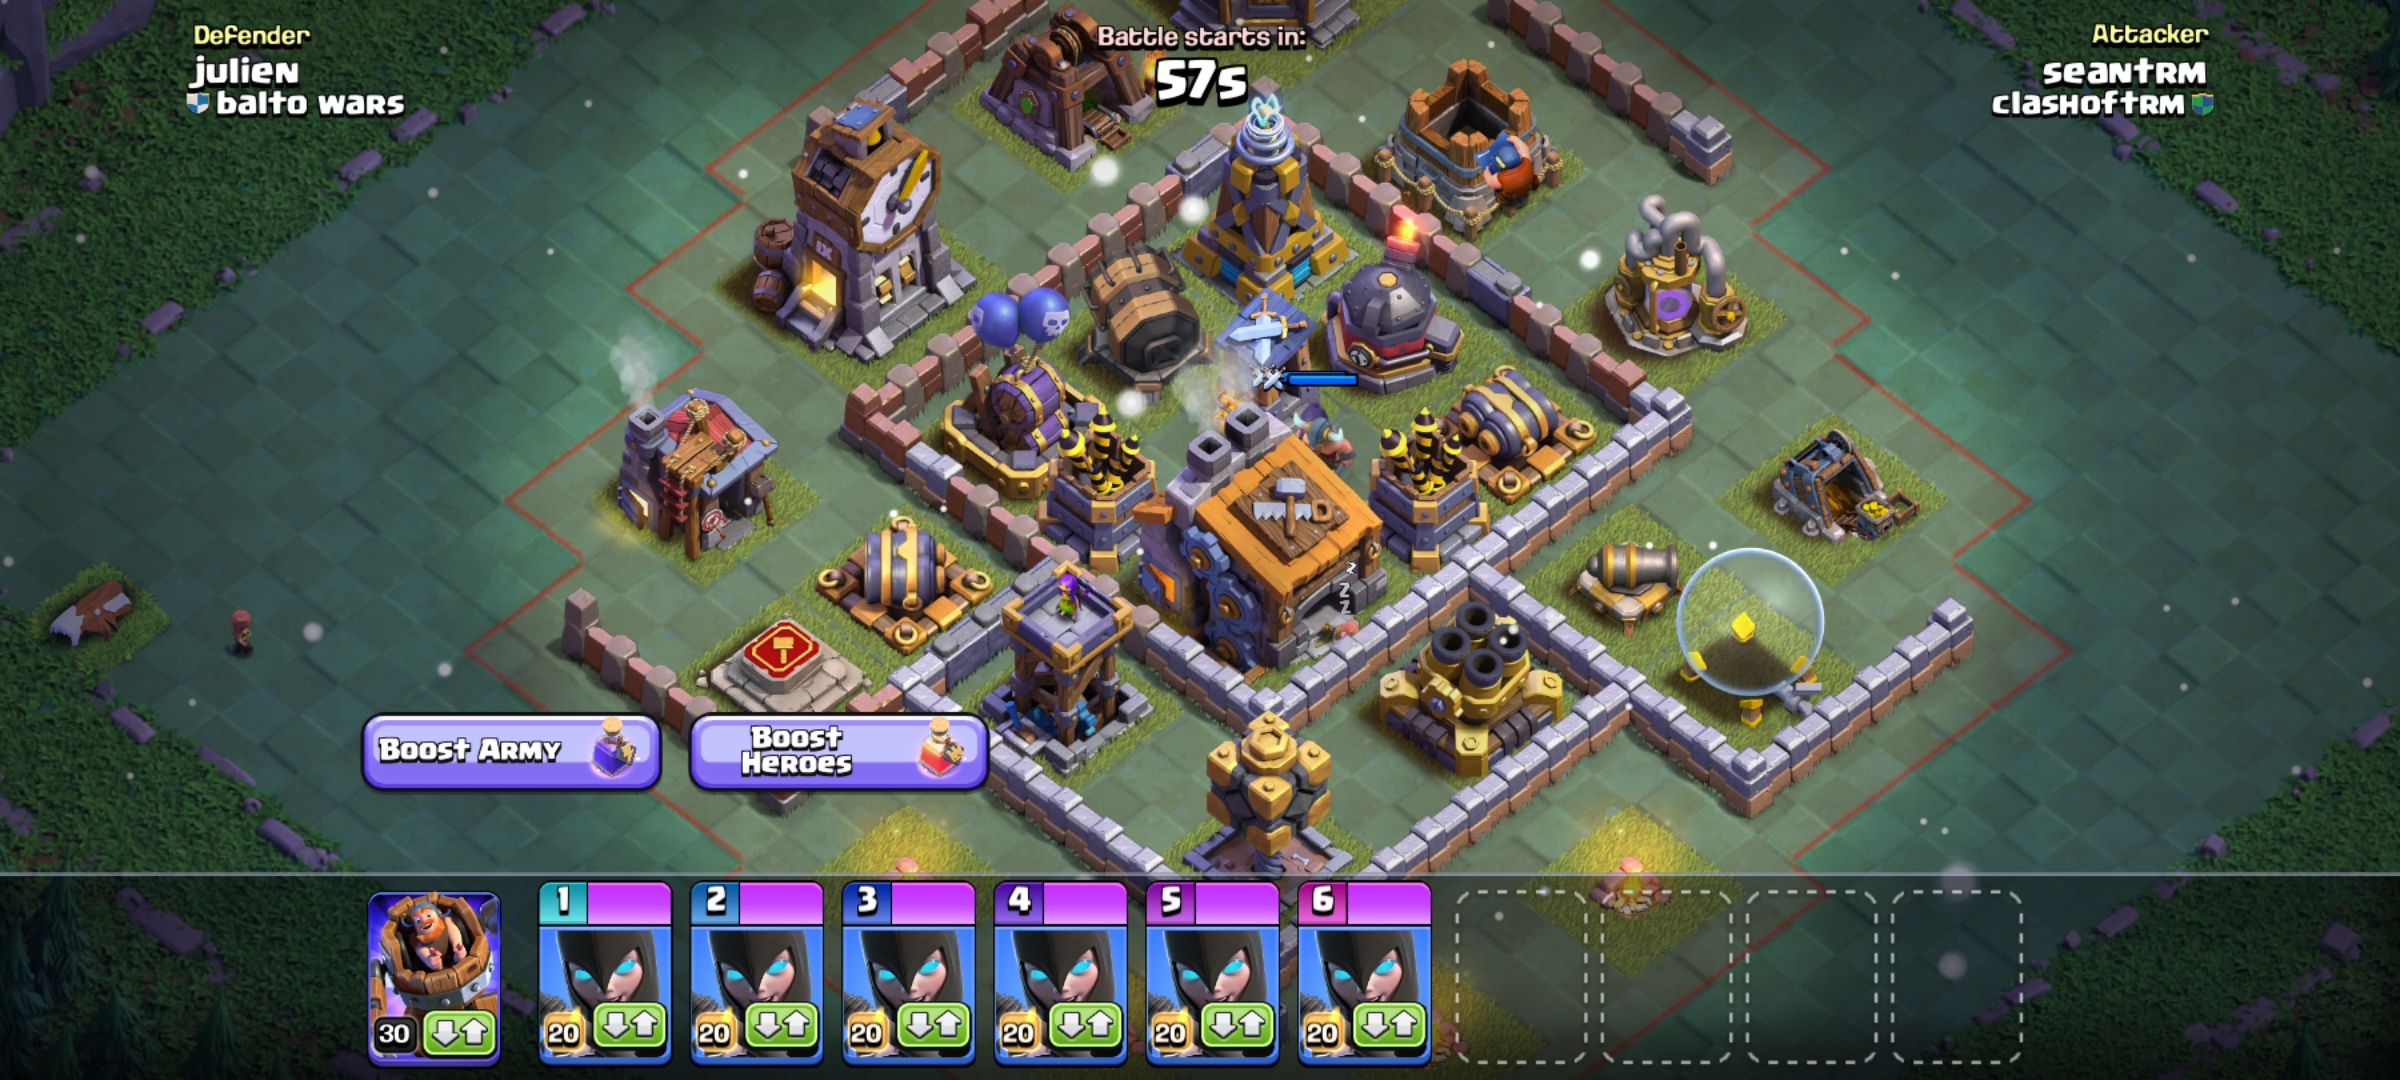 Defender
julien
balto wars
Battle starts in:
57s
Attacker
seantRM
clashoftRM
z
z
z
Boost Army
Boost
Heroes
30
1
20
2
20
3
20
4
20
5
20
6
20